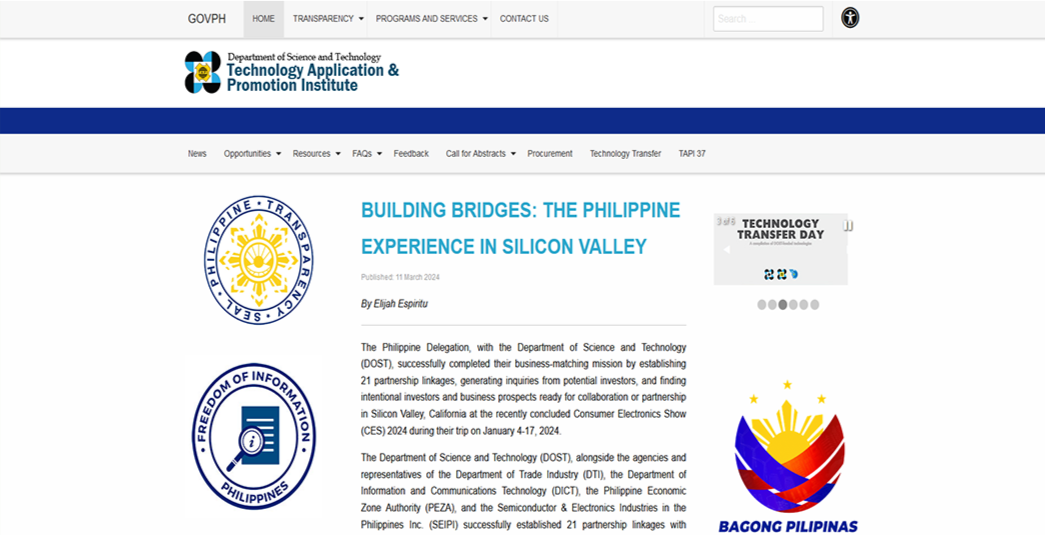 GOVPH
HOME
TRANSPARENCY
PROGRAMS AND SERVICES
CONTACT US
Search...
Department of Science and Technology
Technology Application &
Promotion Institute
News
Opportunities
Resources
FAQs
Feedback
Call for Abstracts
Procurement
Technology Transfer
TAPI 37
PHILIPPINE • TRANSPARENCY • SEAL •
FREEDOM OF INFORMATION
i
PHILIPPINES
BUILDING BRIDGES: THE PHILIPPINE
EXPERIENCE IN SILICON VALLEY
Published: 11 March 2024
By Elijah Espiritu
The Philippine Delegation, with the Department of Science and Technology
(DOST), successfully completed their business-matching mission by establishing
21 partnership linkages, generating inquiries from potential investors, and finding
intentional investors and business prospects ready for collaboration or partnership
in Silicon Valley, California at the recently concluded Consumer Electronics Show
(CES) 2024 during their trip on January 4-17, 2024.
The Department of Science and Technology (DOST), alongside the agencies and
representatives of the Department of Trade Industry (DTI), the Department of
Information and Communications Technology (DICT), the Philippine Economic
Zone Authority (PEZA), and the Semiconductor & Electronics Industries in the
Philippines Inc. (SEIPI) successfully established 21 partnership linkages with
3 of 6
TECHNOLOGY
TRANSFER DAY
BAGONG PILIPINAS